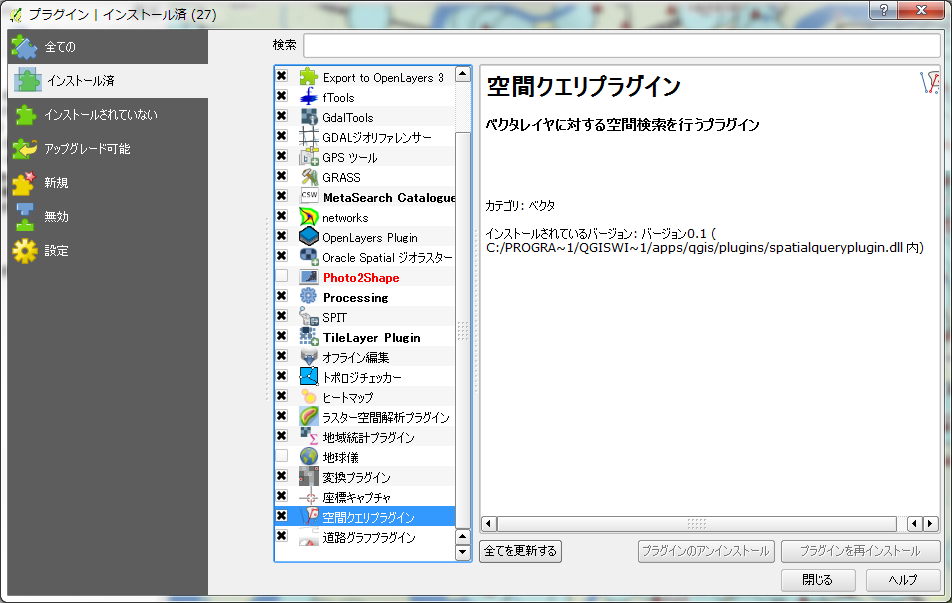 プラグイン | インストール済 (27)
全ての
インストール済
インストールされていない
アップグレード可能
新規
無効
設定
検索
Export to OpenLayers 3
fTools
GdalTools
GDALジオリファレンサー
GPS ツール
GRASS
CSW
MetaSearch Catalogue
networks
OpenLayers Plugin
Oracle Spatial ジオラスター
Photo2Shape
Processing
SPIT
TileLayer Plugin
オフライン編集
トポロジチェッカー
ヒートマップ
ラスター空間解析プラグイン
地域統計プラグイン
地球儀
変換プラグイン
座標キャプチャ
空間クエリプラグイン
道路グラフプラグイン
空間クエリプラグイン
ベクタレイヤに対する空間検索を行うプラグイン
カテゴリ: ベクタ
インストールされているバージョン: バージョン0.1 (
C:/PROGRA~1/QGISWI~1/apps/qgis/plugins/spatialqueryplugin.dll 内)
全てを更新する
プラグインのアンインストール
プラグインを再インストール
閉じる
ヘルプ